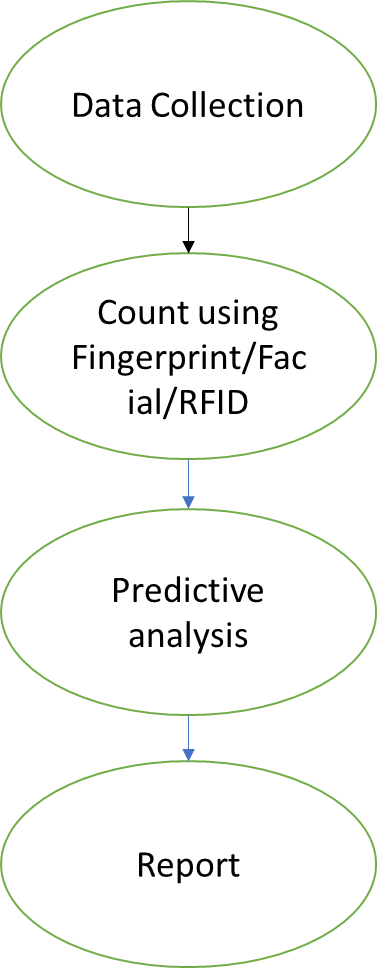 Data Collection
Count using
Fingerprint/Fac
ial/RFID
Predictive
analysis
Report